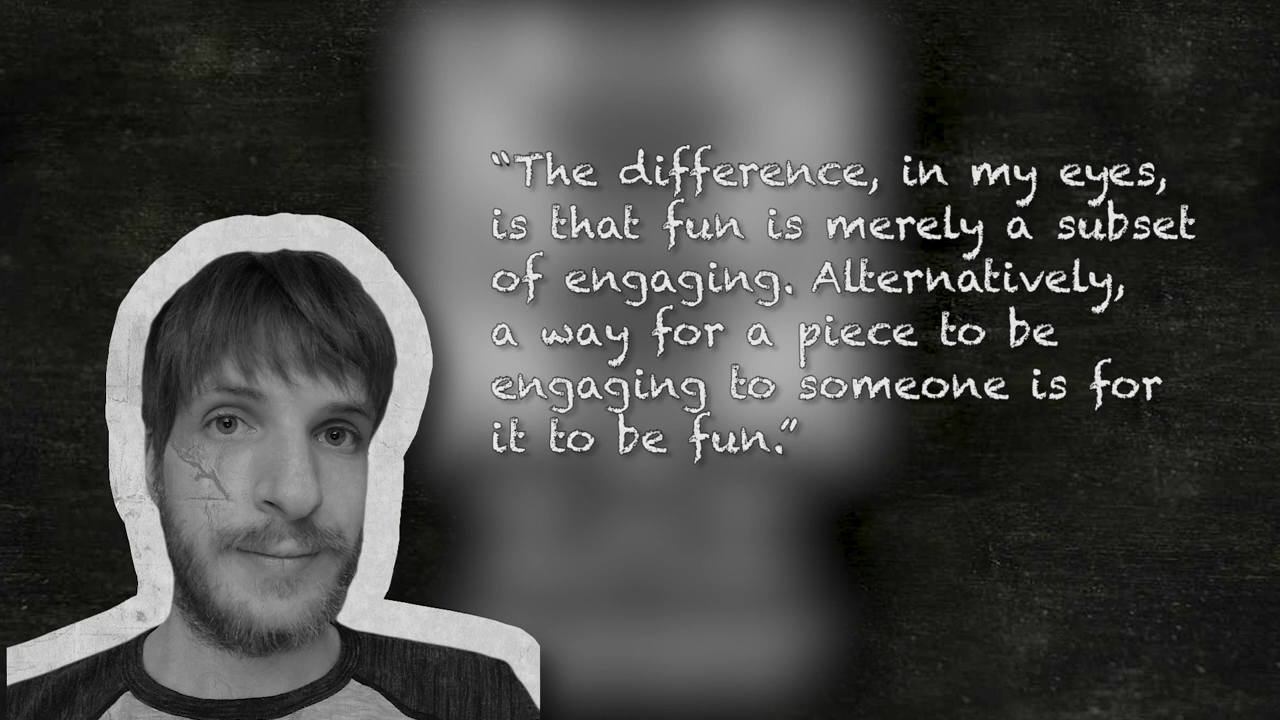 “The difference, in my eyes,
is that fun is merely a subset
of engaging. Alternatively,
a way for a piece to be
engaging to someone is for
it to be fun.”